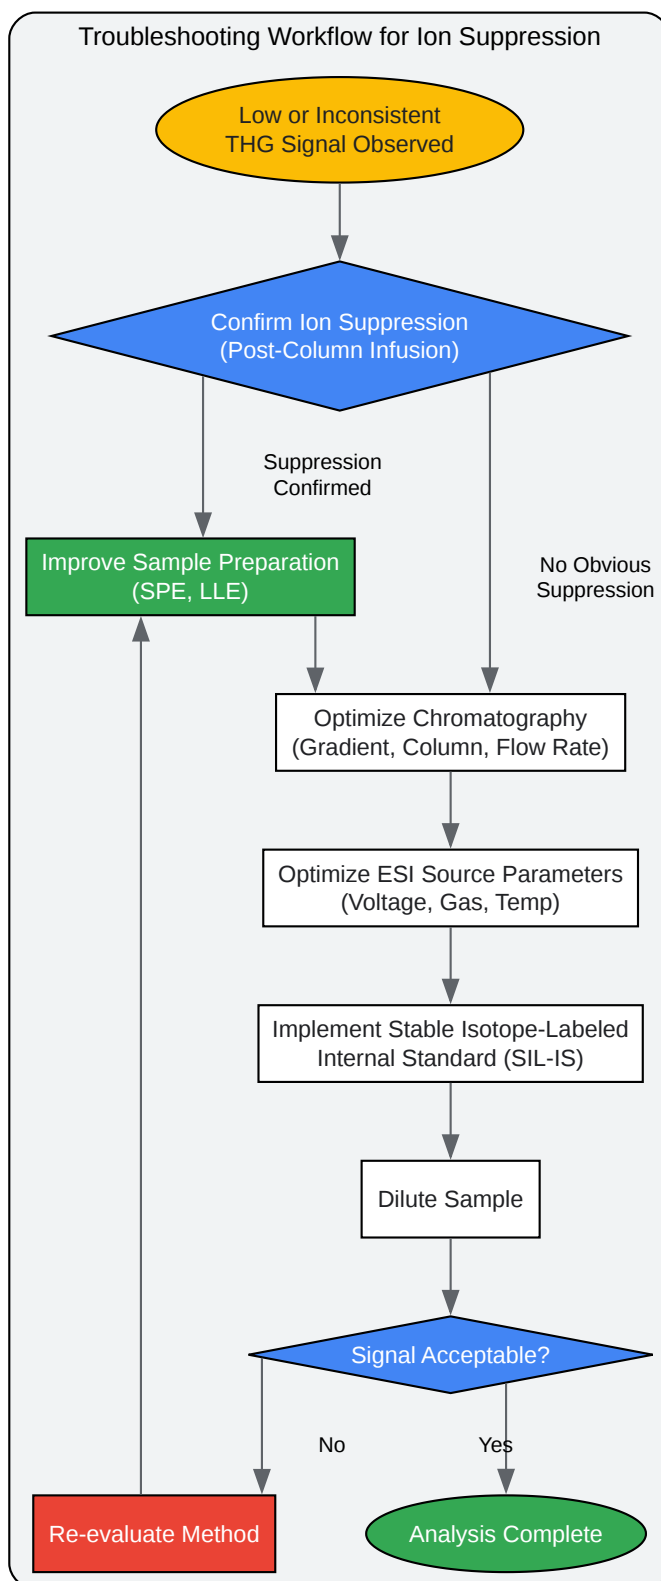 Troubleshooting Workflow for Ion Suppression
Low or Inconsistent
THG Signal Observed
Confirm Ion Suppression
(Post-Column Infusion)
Suppression
Confirmed
Improve Sample Preparation
(SPE, LLE)
No Obvious
Suppression
Optimize Chromatography
(Gradient, Column, Flow Rate)
Optimize ESI Source Parameters
(Voltage, Gas, Temp)
Implement Stable Isotope-Labeled
Internal Standard (SIL-IS)
Dilute Sample
Signal Acceptable?
No
Yes
Re-evaluate Method
Analysis Complete